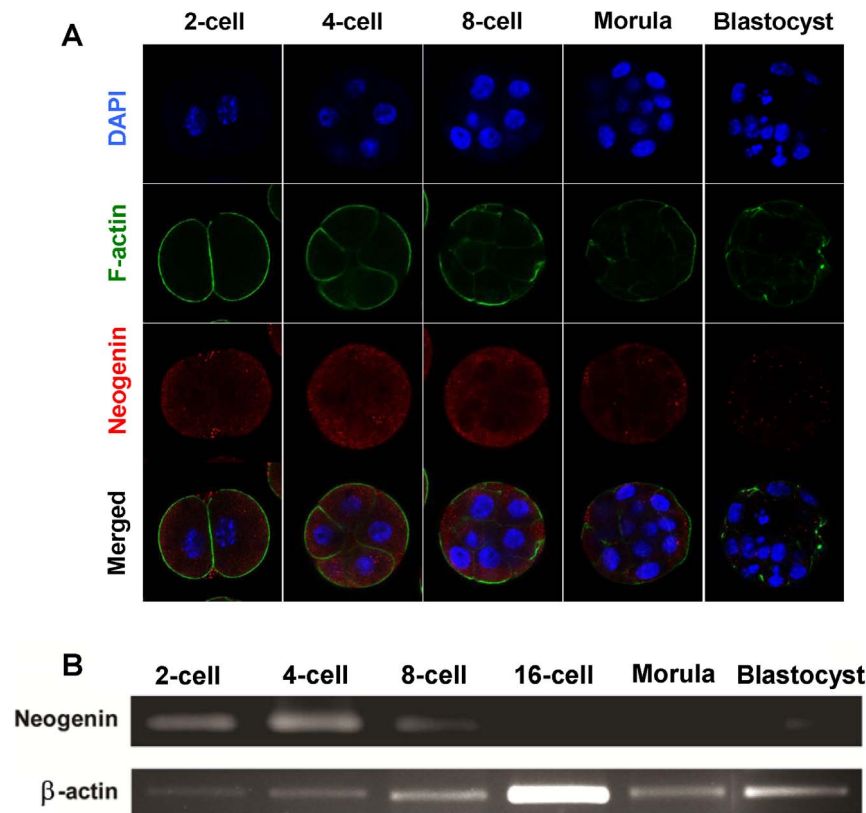 A
2-cell 4-cell 8-cell Morula Blastocyst
DAPI
F-actin
Neogenin
Merged
B
2-cell 4-cell 8-cell 16-cell Morula Blastocyst
Neogenin
β-actin